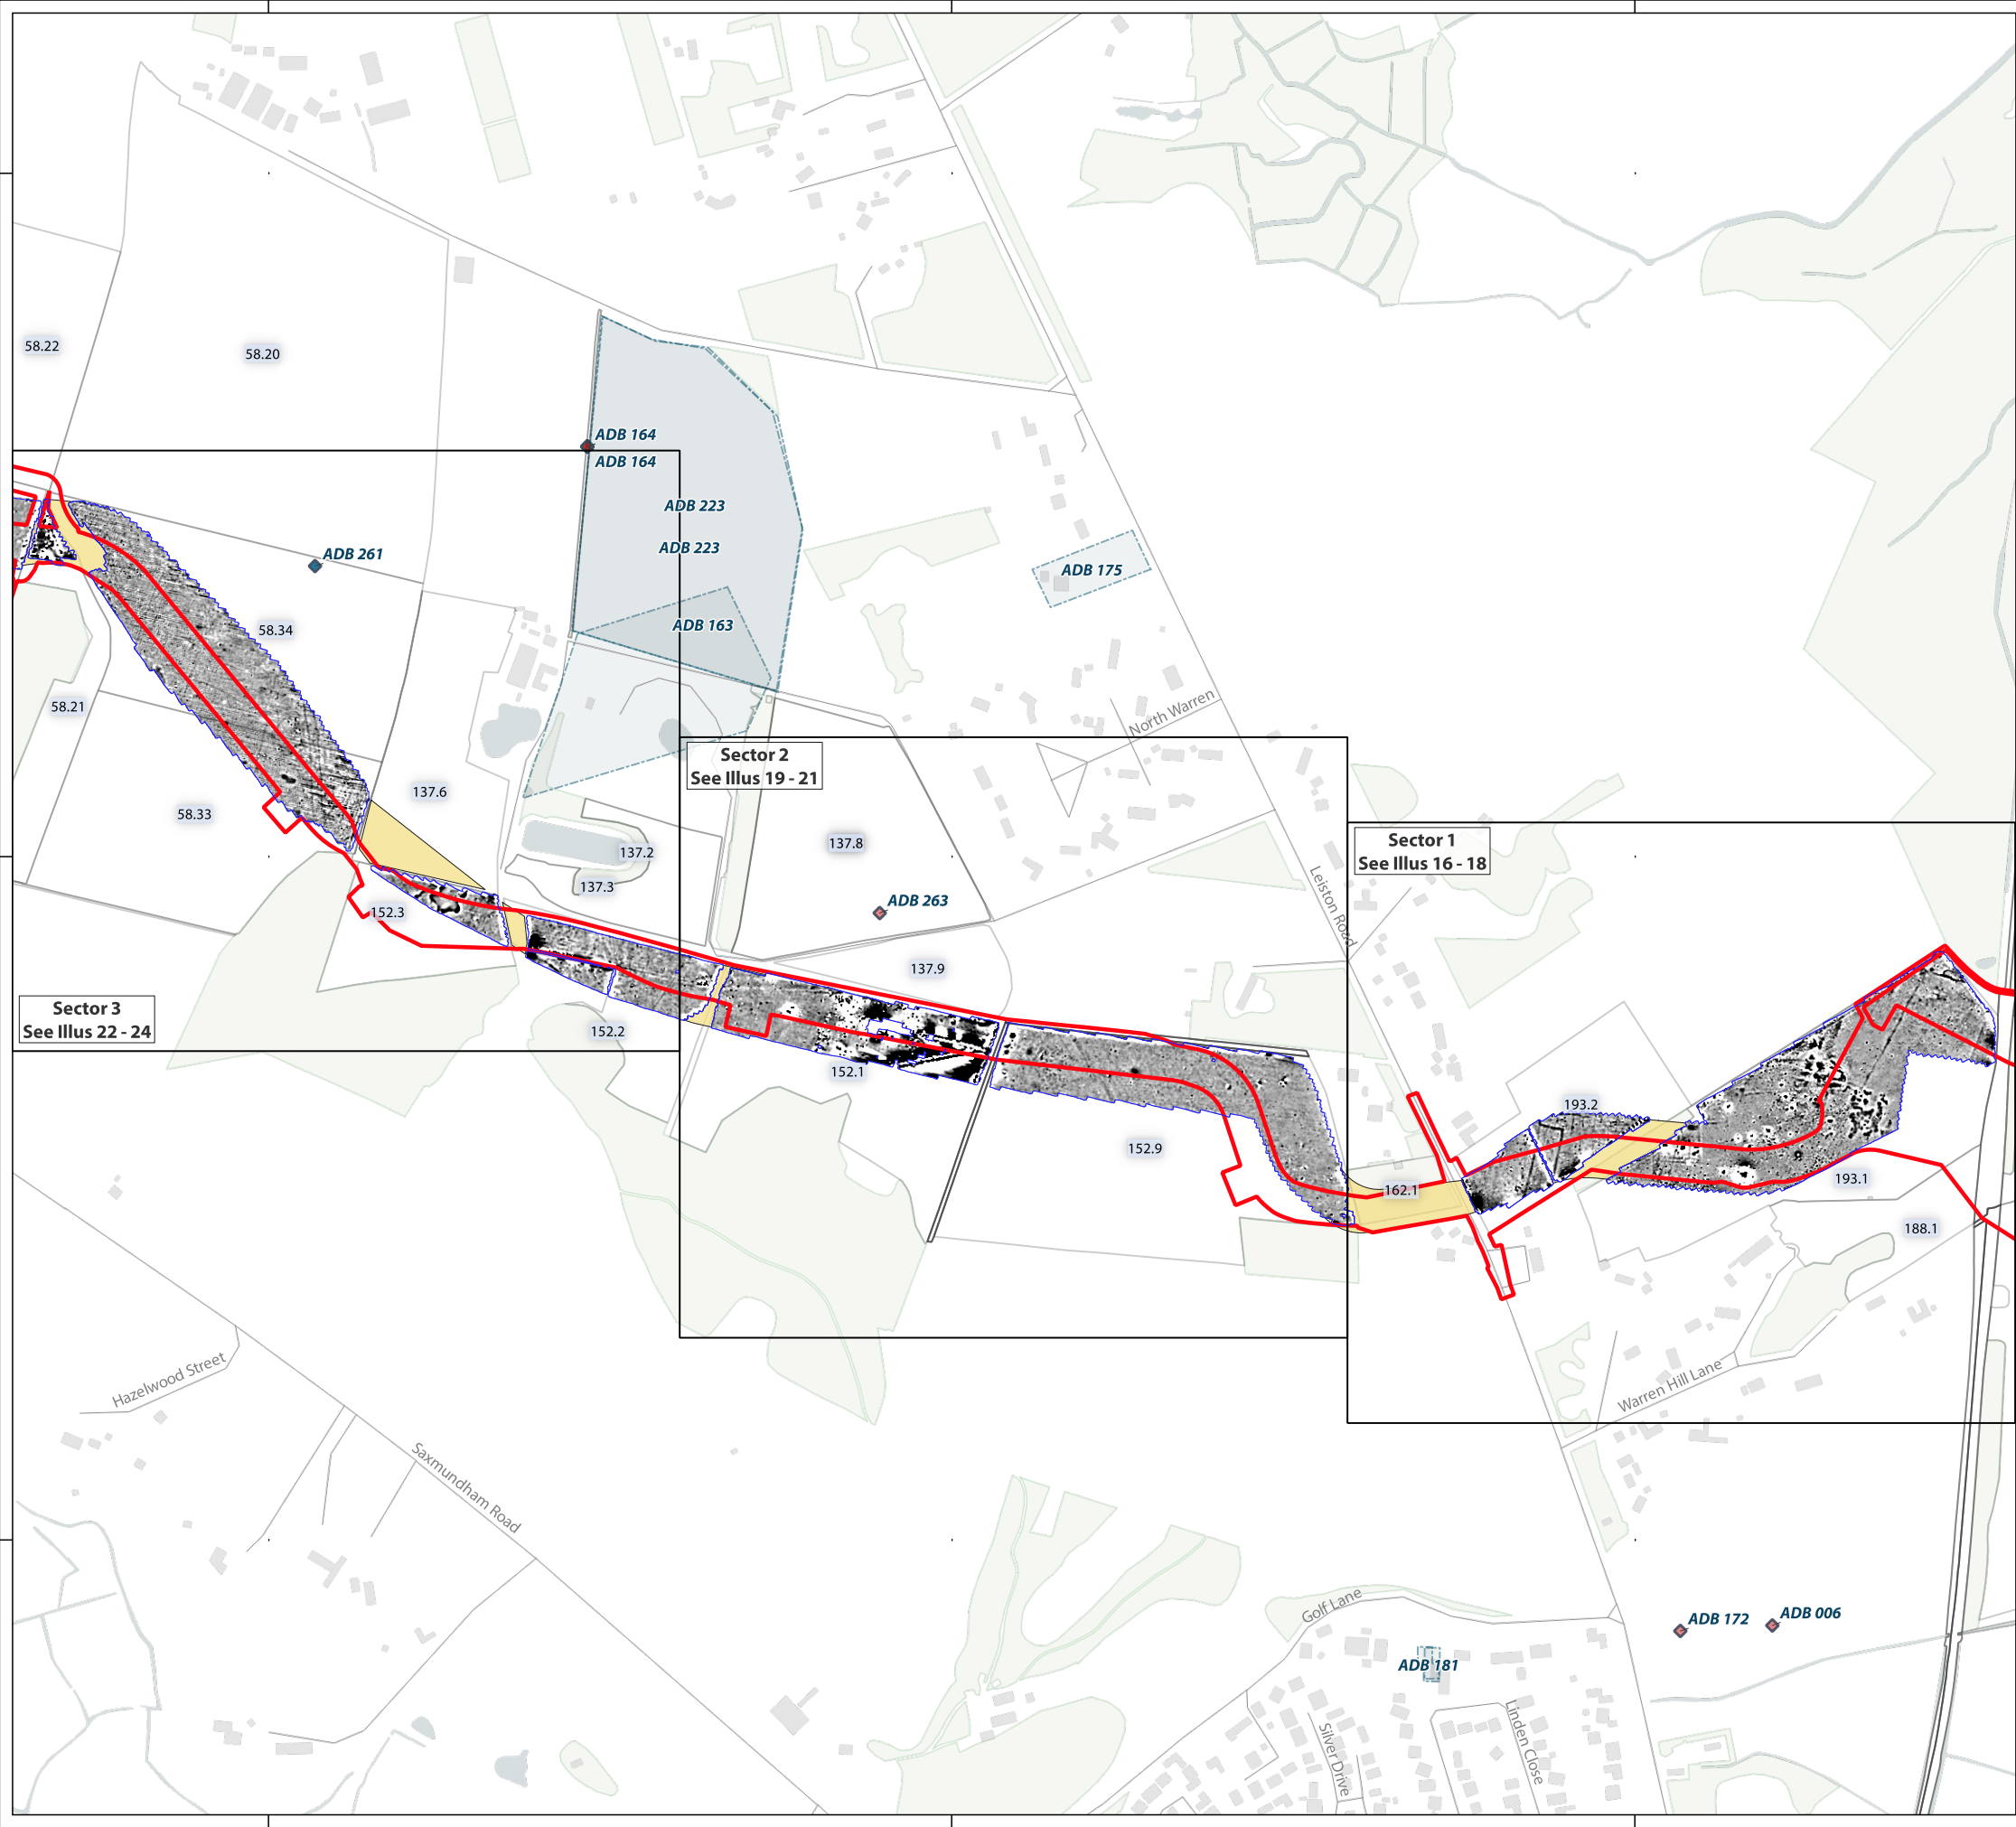 58.22
58.20
ADB 164
ADB 164
ADB 223
ADB 223
ADB 261
ADB 175
ADB 163
58.34
58.21
North Warren
Sector 2
See Illus 19 - 21
137.6
58.33
137.8
137.2
137.3
Sector 1
See Illus 16 - 18
Leiston Road
ADB 263
152.3
137.9
Sector 3
See Illus 22 - 24
152.2
152.1
193.2
152.9
162.1
193.1
188.1
Hazelwood Street
Warren Hill Lane
Saxmundham Road
Golf Lane
ADB 172
ADB 006
ADB 181
Silver Drive
Linden Close